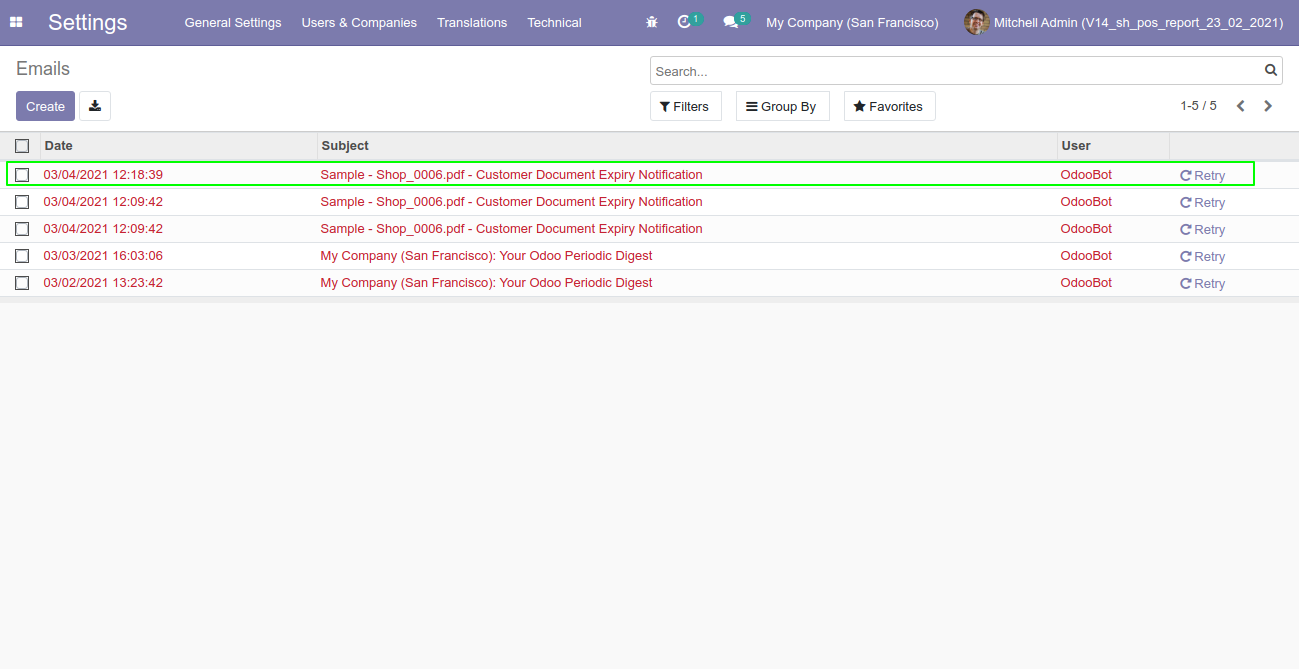 Settings General Settings Users & Companies Translations Technical 1 5 My Company (San Francisco) Mitchell Admin (V14_sh_pos_report_23_02_2021)
Emails
Search...
Create Filters Group By Favorites 1-5 / 5
Date Subject User
03/04/2021 12:18:39 Sample - Shop_0006.pdf - Customer Document Expiry Notification OdooBot Retry
03/04/2021 12:09:42 Sample - Shop_0006.pdf - Customer Document Expiry Notification OdooBot Retry
03/04/2021 12:09:42 Sample - Shop_0006.pdf - Customer Document Expiry Notification OdooBot Retry
03/03/2021 16:03:06 My Company (San Francisco): Your Odoo Periodic Digest OdooBot Retry
03/02/2021 13:23:42 My Company (San Francisco): Your Odoo Periodic Digest OdooBot Retry